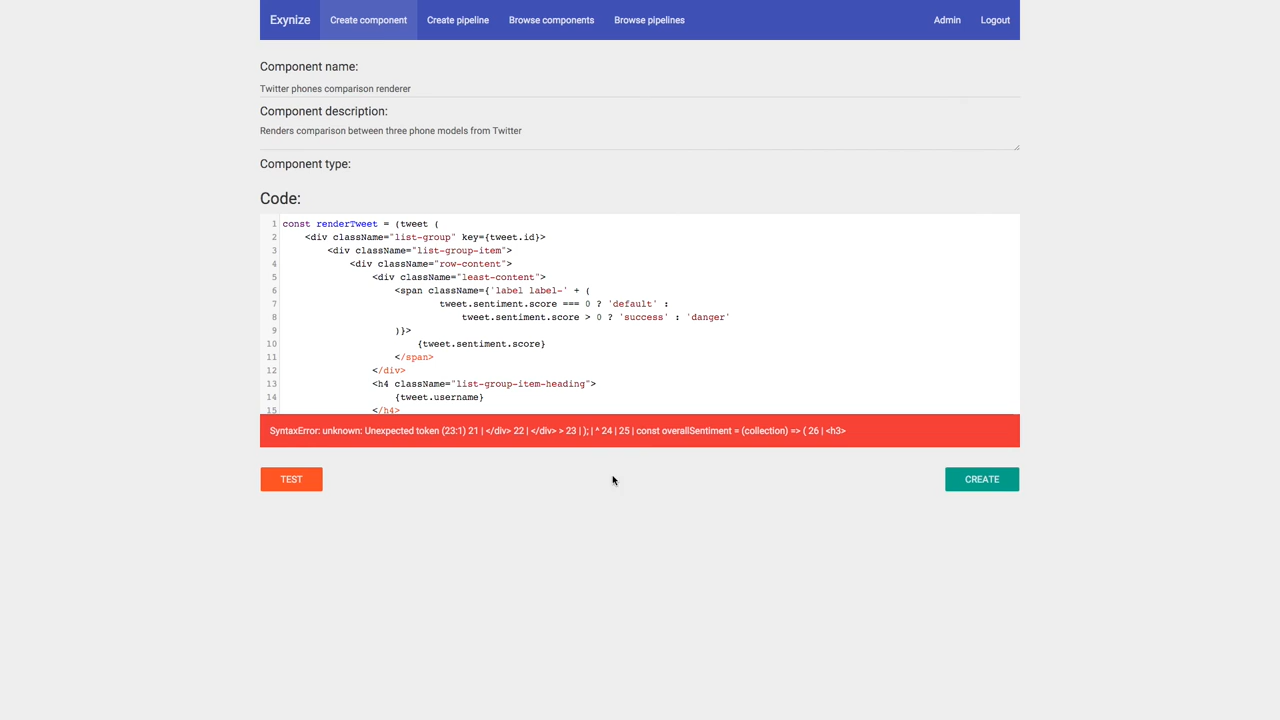 Exynize Create component Create pipeline Browse components Browse pipelines Admin Logout
Component name:
Twitter phones comparison renderer
Component description:
Renders comparison between three phone models from Twitter
Component type:
Code:
1 const renderTweet = (tweet (
2 <div className="list-group" key={tweet.id}>
3 <div className="list-group-item">
4 <div className="row-content">
5 <div className="least-content">
6 <span className={'label label-' + (
7 tweet.sentiment.score === 0 ? 'default' :
8 tweet.sentiment.score > 0 ? 'success' : 'danger'
9 )}>
10 {tweet.sentiment.score}
11 </span>
12 </div>
13 <h4 className="list-group-item-heading">
14 {tweet.username}
15 </h4>
SyntaxError: unknown: Unexpected token (23:1) 21 | </div> 22 | </div> > 23 | ); | ^ 24 | 25 | const overallSentiment = (collection) => ( 26 | <h3>
TEST CREATE